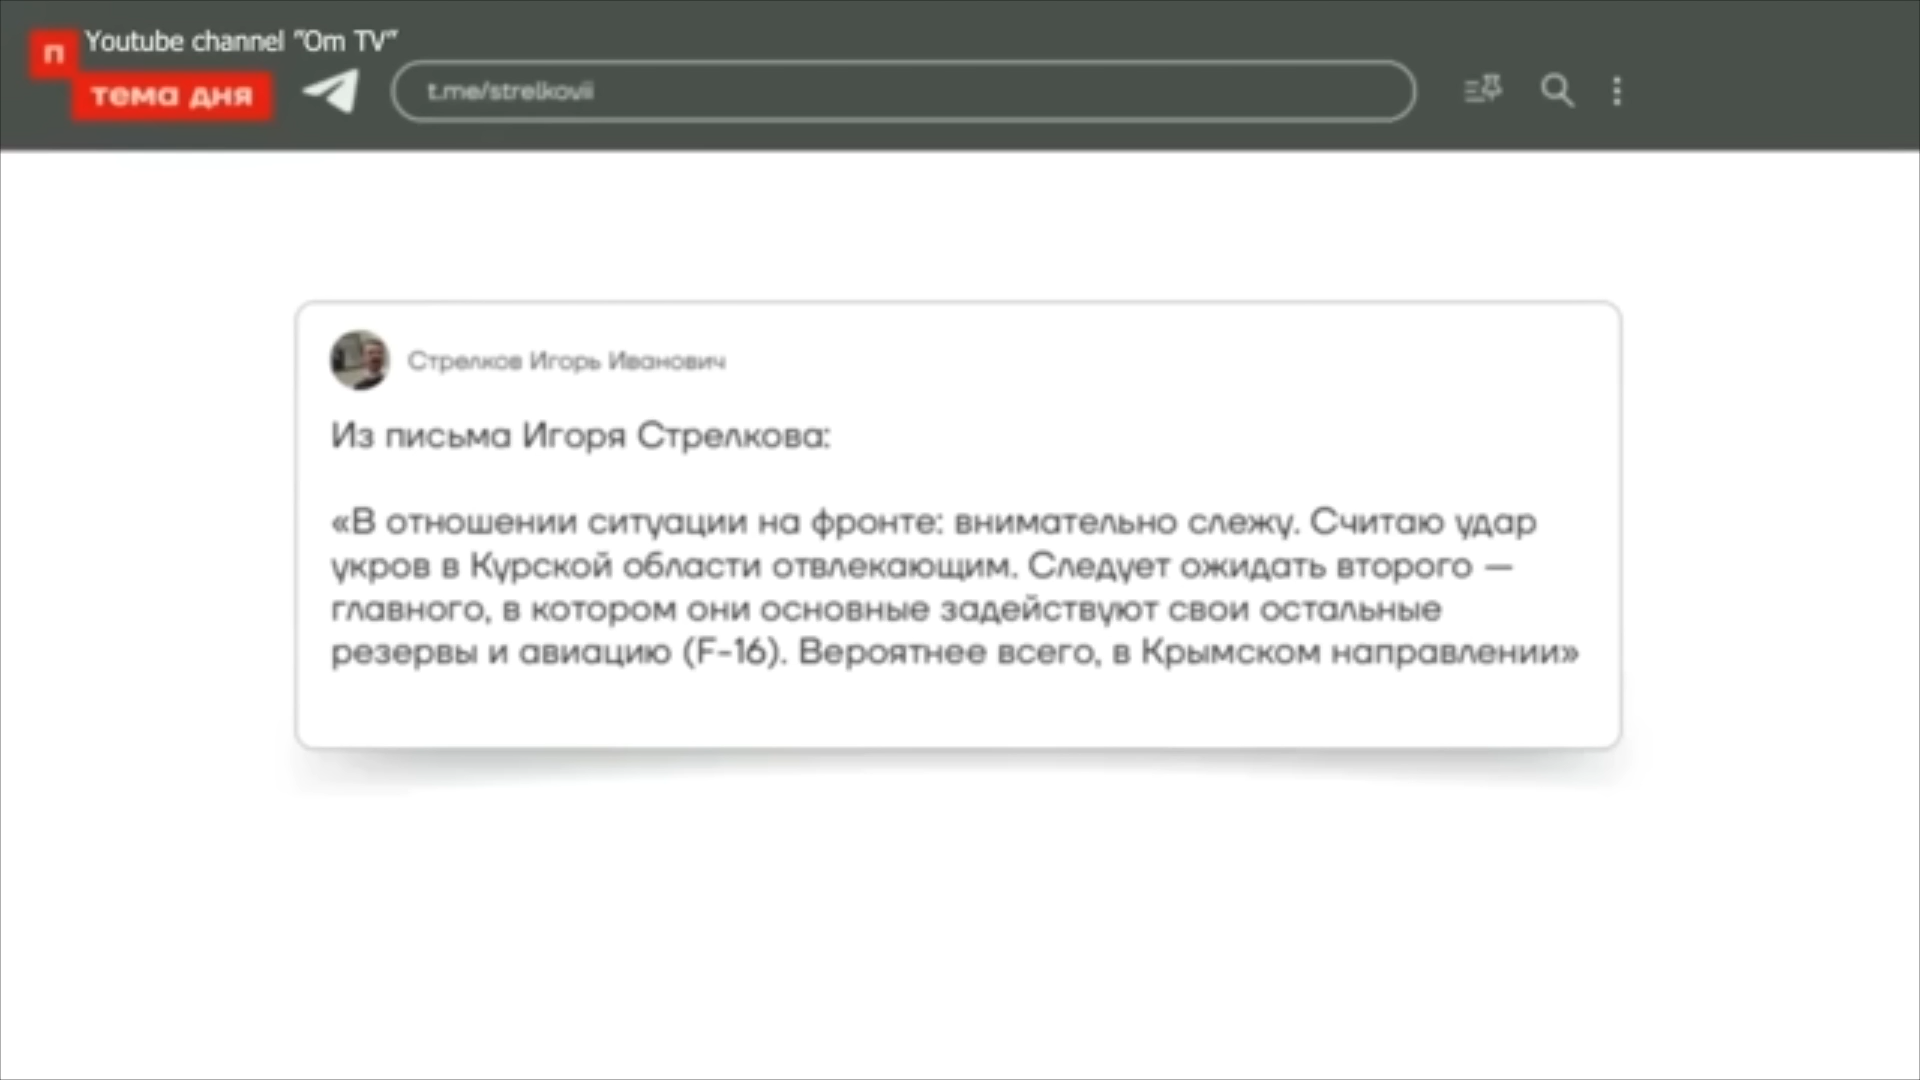 Youtube channel "Om TV"
п
тема дня
t.me/strelkovii
Стрелков Игорь Иванович
Из письма Игоря Стрелкова:
«В отношении ситуации на фронте: внимательно слежу. Считаю удар
укров в Курской области отвлекающим. Следует ожидать второго —
главного, в котором они основные задействуют свои остальные
резервы и авиацию (F-16). Вероятнее всего, в Крымском направлении»